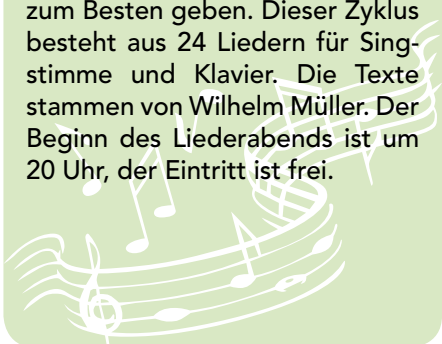 zum Besten geben. Dieser Zyklus
besteht aus 24 Liedern für Sing-
stimme und Klavier. Die Texte
stammen von Wilhelm Müller. Der
Beginn des Liederabends ist um
20 Uhr, der Eintritt ist frei.